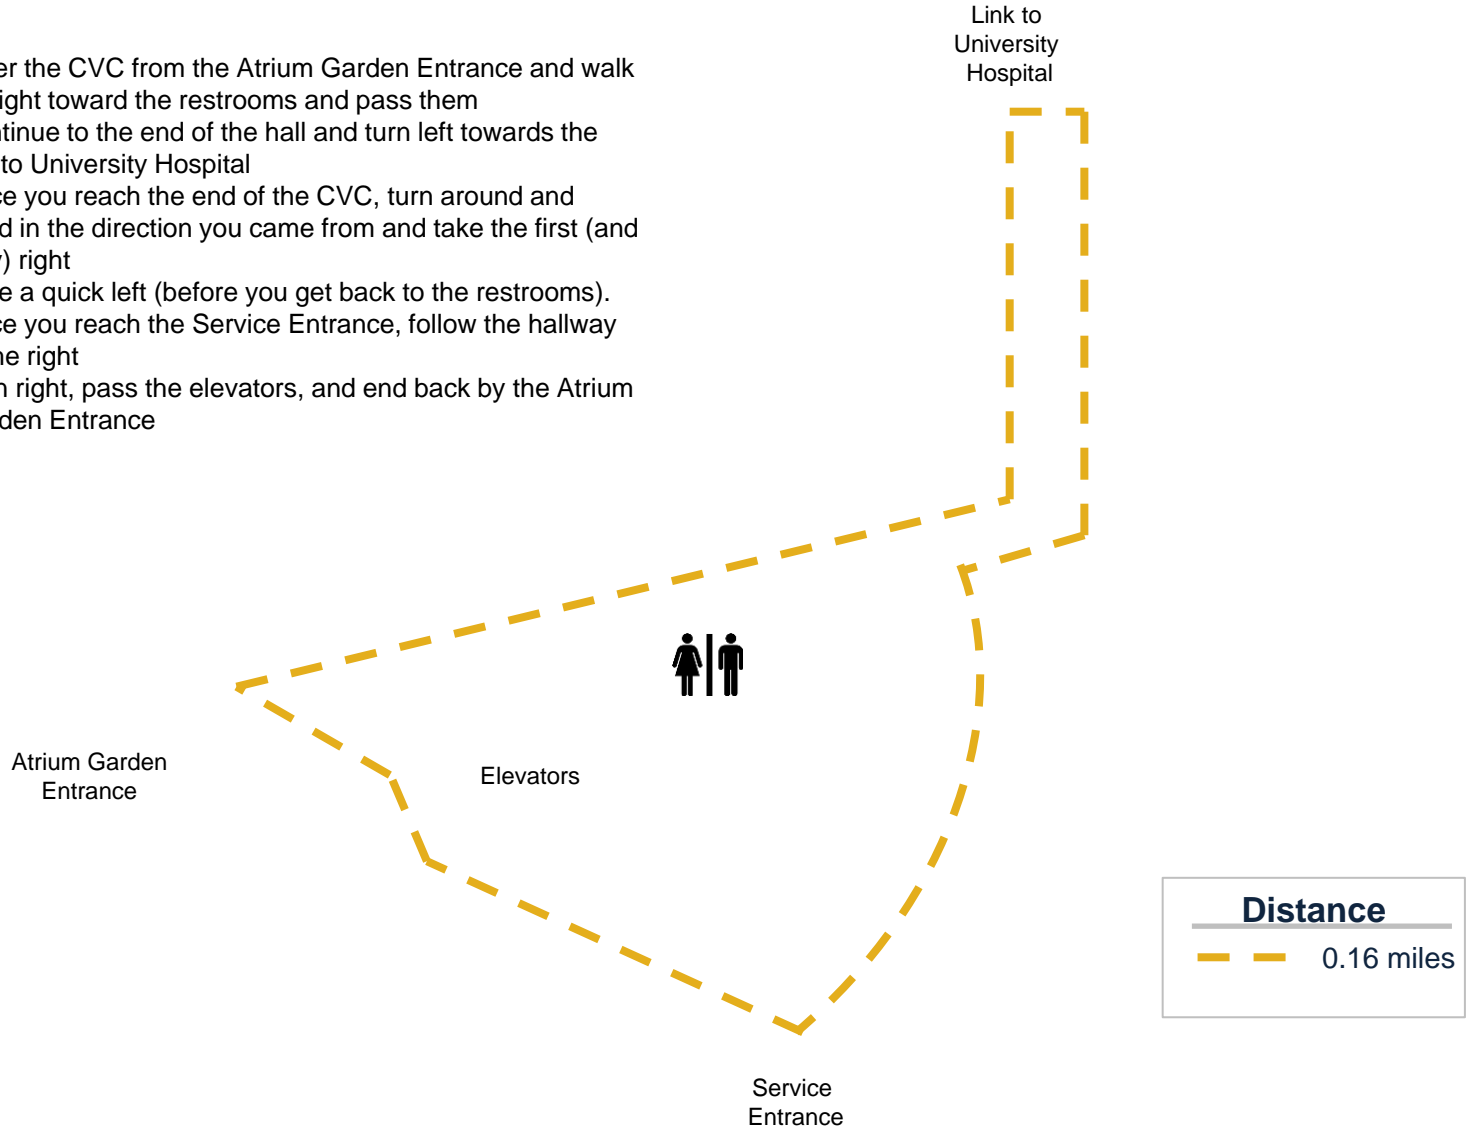 Link to
University
Hospital
er the CVC from the Atrium Garden Entrance and walk
ight toward the restrooms and pass them
ntinue to the end of the hall and turn left towards the
to University Hospital
ce you reach the end of the CVC, turn around and
d in the direction you came from and take the first (and
y) right
e a quick left (before you get back to the restrooms).
ce you reach the Service Entrance, follow the hallway
he right
n right, pass the elevators, and end back by the Atrium
den Entrance
Atrium Garden
Entrance
Elevators
Distance
0.16 miles
Service
Entrance